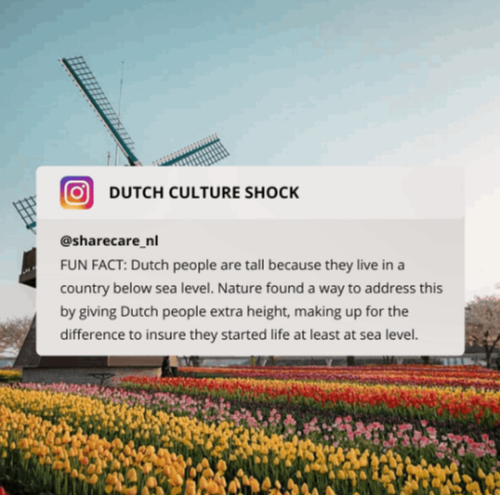 DUTCH CULTURE SHOCK
@sharecare_nl
FUN FACT: Dutch people are tall because they live in a
country below sea level. Nature found a way to address this
by giving Dutch people extra height, making up for the
difference to insure they started life at least at sea level.